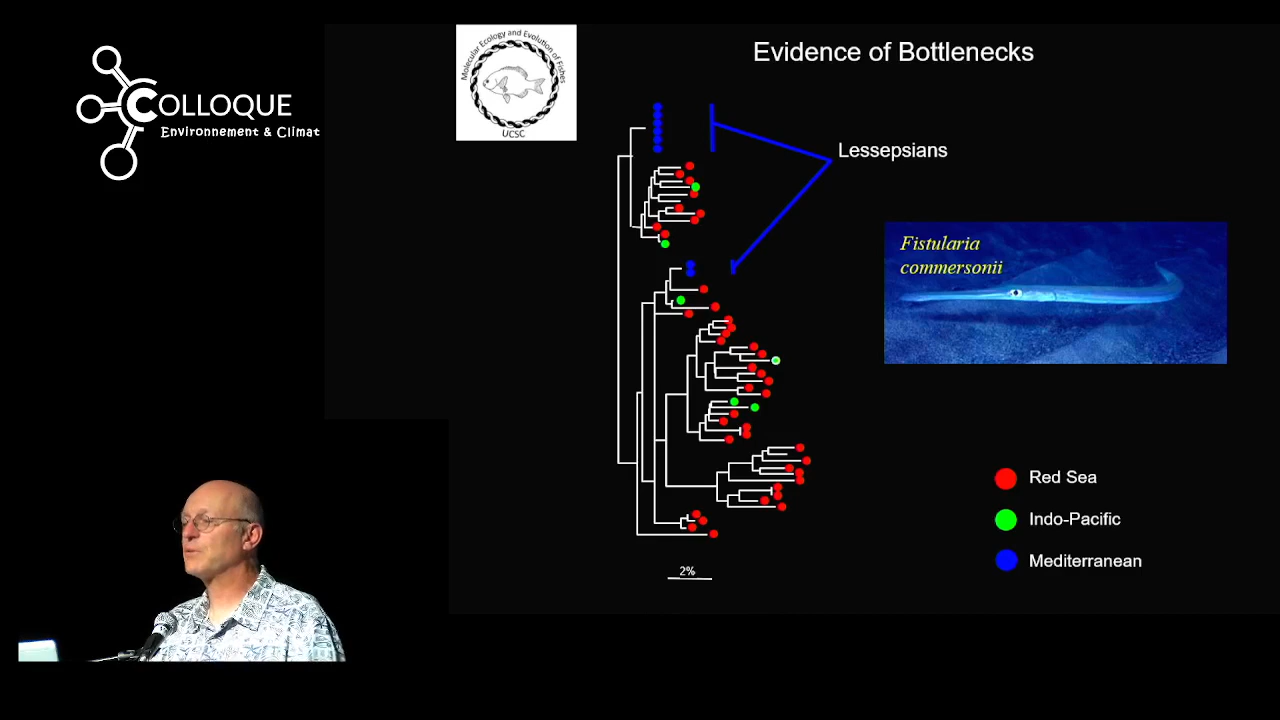 COLLOQUE
Environnement & Climat
Molecular Ecology and Evolution of Fishes
UCSC
Evidence of Bottlenecks
Lessepsians
Fistularia
commersonii
Red Sea
Indo-Pacific
Mediterranean
2%